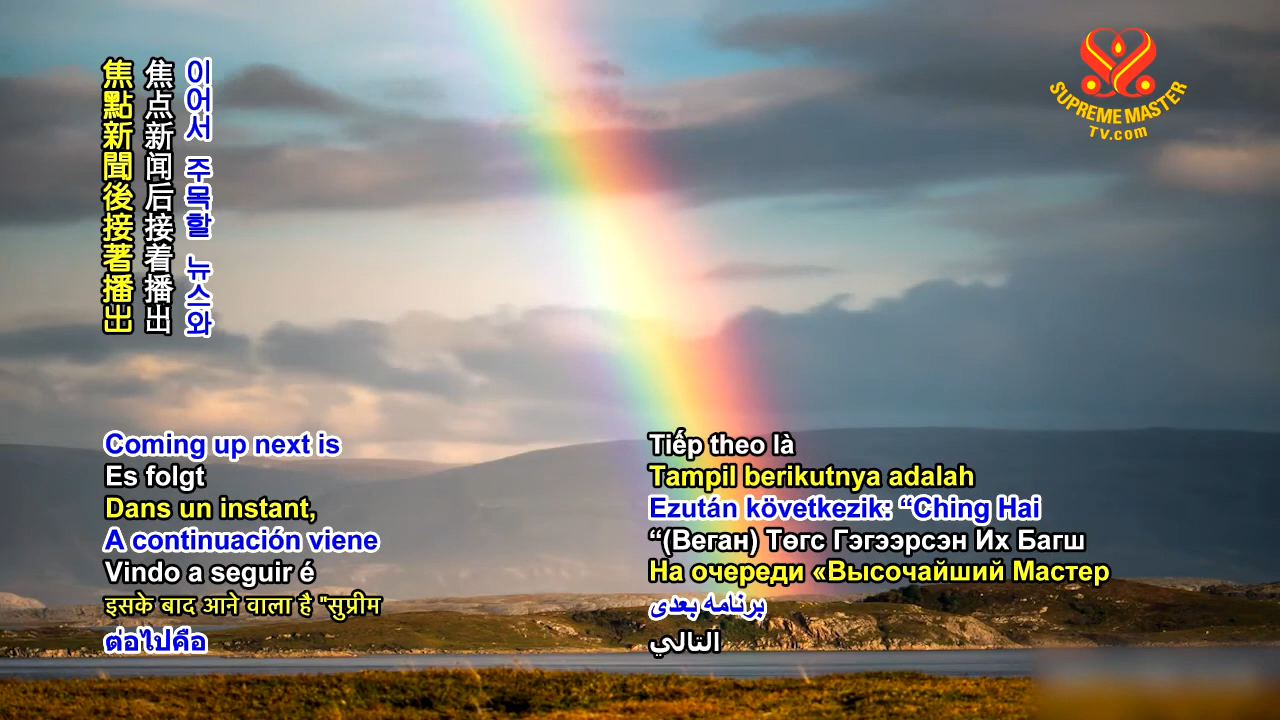 焦點新聞後接著播出
焦点新闻后接着播出
이어서 주목할 뉴스와
SUPREME MASTER
TV.com
Coming up next is
Es folgt
Dans un instant,
A continuación viene
Vindo a seguir é
इसके बाद आने वाला है "सुप्रीम
ต่อไปคือ
Tiếp theo là
Tampil berikutnya adalah
Ezután következik: “Ching Hai
“(Веган) Төгс Гэгээрсэн Их Багш
На очереди «Высочайший Мастер
برنامه بعدی
التالي